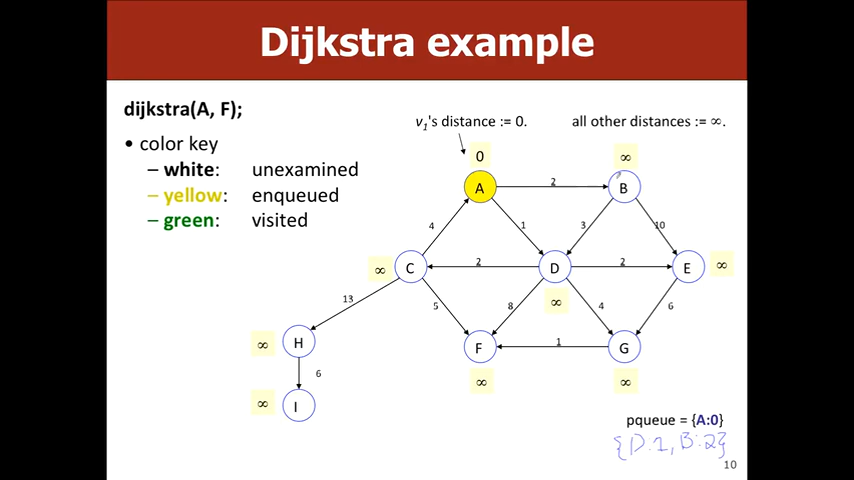 Dijkstra example
dijkstra(A, F);
• color key
– white: unexamined
– yellow: enqueued
– green: visited
v1's distance := 0.
all other distances := ∞.
0
∞
A
2
B
4
1
3
10
∞
C
2
D
2
E
∞
∞
13
5
8
4
6
∞
H
F
1
G
6
∞
∞
∞
I
pqueue = {A:0}
{D:1, B:2}
10